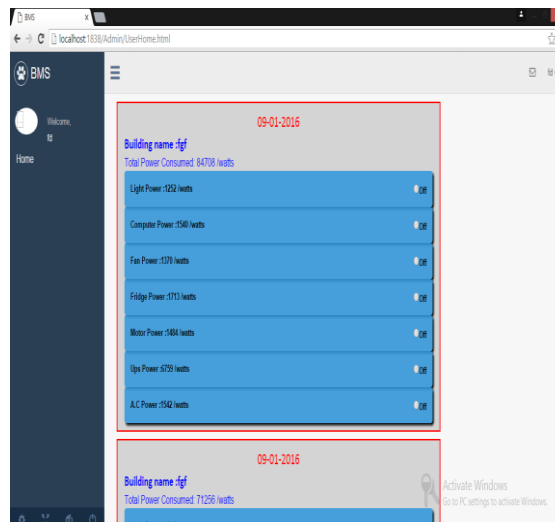 BMS
localhost:1838/Admin/UserHome.html
BMS
Welcome,
Home
09-01-2016
Building name :fgf
Total Power Consumed: 84708 /watts
Light Power :1252 /watts
Off
Computer Power :1540 /watts
Off
Fan Power :1370 /watts
Off
Fridge Power :1713 /watts
Off
Motor Power :1484 /watts
Off
Ups Power :5759 /watts
Off
A.C Power :1542 /watts
Off
09-01-2016
Building name :fgf
Total Power Consumed: 71256 /watts
Activate Windows
Go to PC settings to activate Windows.